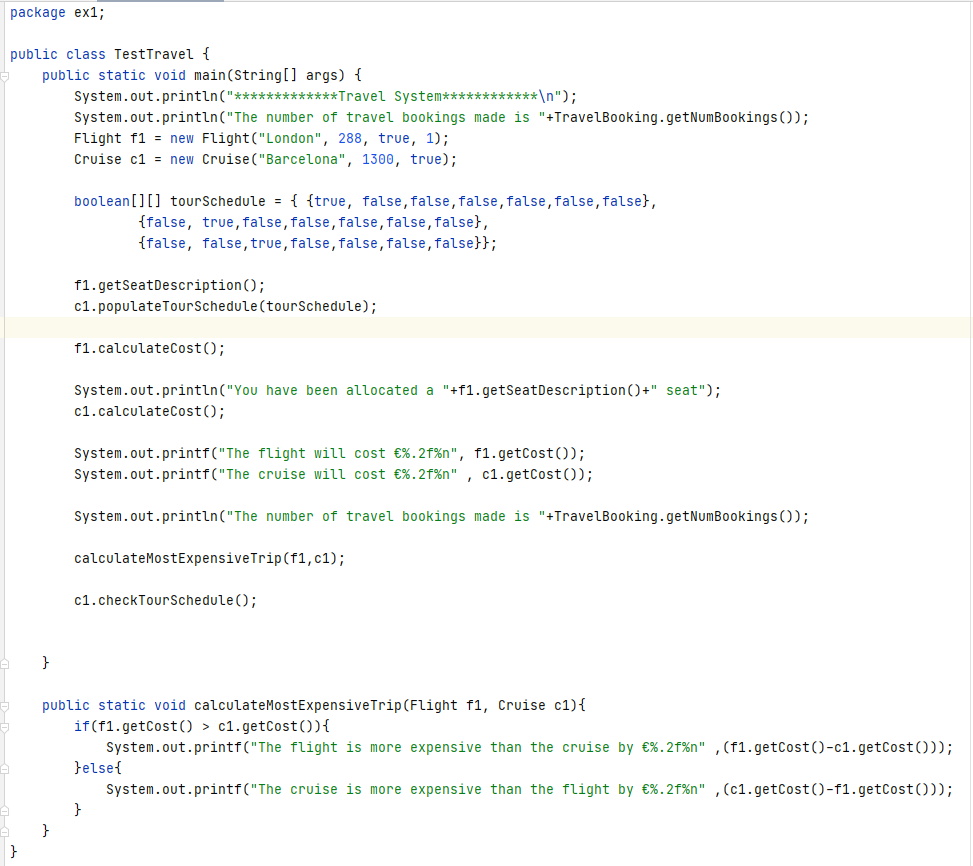 package ex1;
public class TestTravel {
public static void main(String[] args) {
System.out.println("*************Travel System************\n");
System.out.println("The number of travel bookings made is "+TravelBooking.getNumBookings());
Flight f1 = new Flight("London", 288, true, 1);
Cruise c1 = new Cruise("Barcelona", 1300, true);
boolean[][] tourSchedule = { {true, false,false,false,false,false,false},
{false, true,false,false,false,false,false},
{false, false,true,false,false,false,false}};
f1.getSeatDescription();
c1.populateTourSchedule(tourSchedule);
f1.calculateCost();
System.out.println("You have been allocated a "+f1.getSeatDescription()+" seat");
c1.calculateCost();
System.out.printf("The flight will cost €%.2f%n", f1.getCost());
System.out.printf("The cruise will cost €%.2f%n" , c1.getCost());
System.out.println("The number of travel bookings made is "+TravelBooking.getNumBookings());
calculateMostExpensiveTrip(f1,c1);
c1.checkTourSchedule();
}
public static void calculateMostExpensiveTrip(Flight f1, Cruise c1){
if(f1.getCost() > c1.getCost()){
System.out.printf("The flight is more expensive than the cruise by €%.2f%n" ,(f1.getCost()-c1.getCost()));
}else{
System.out.printf("The cruise is more expensive than the flight by €%.2f%n" ,(c1.getCost()-f1.getCost()));
}
}
}